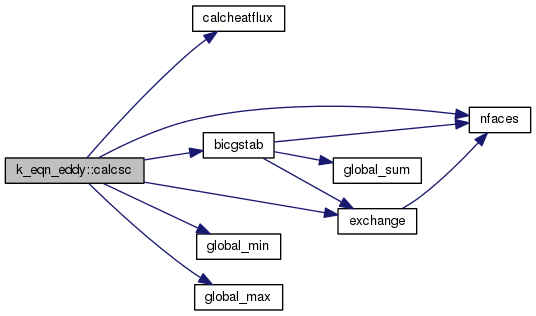 calcheatflux
nfaces
bicgstab
k_eqn_eddy::calcsc
global_sum
exchange
global_min
global_max